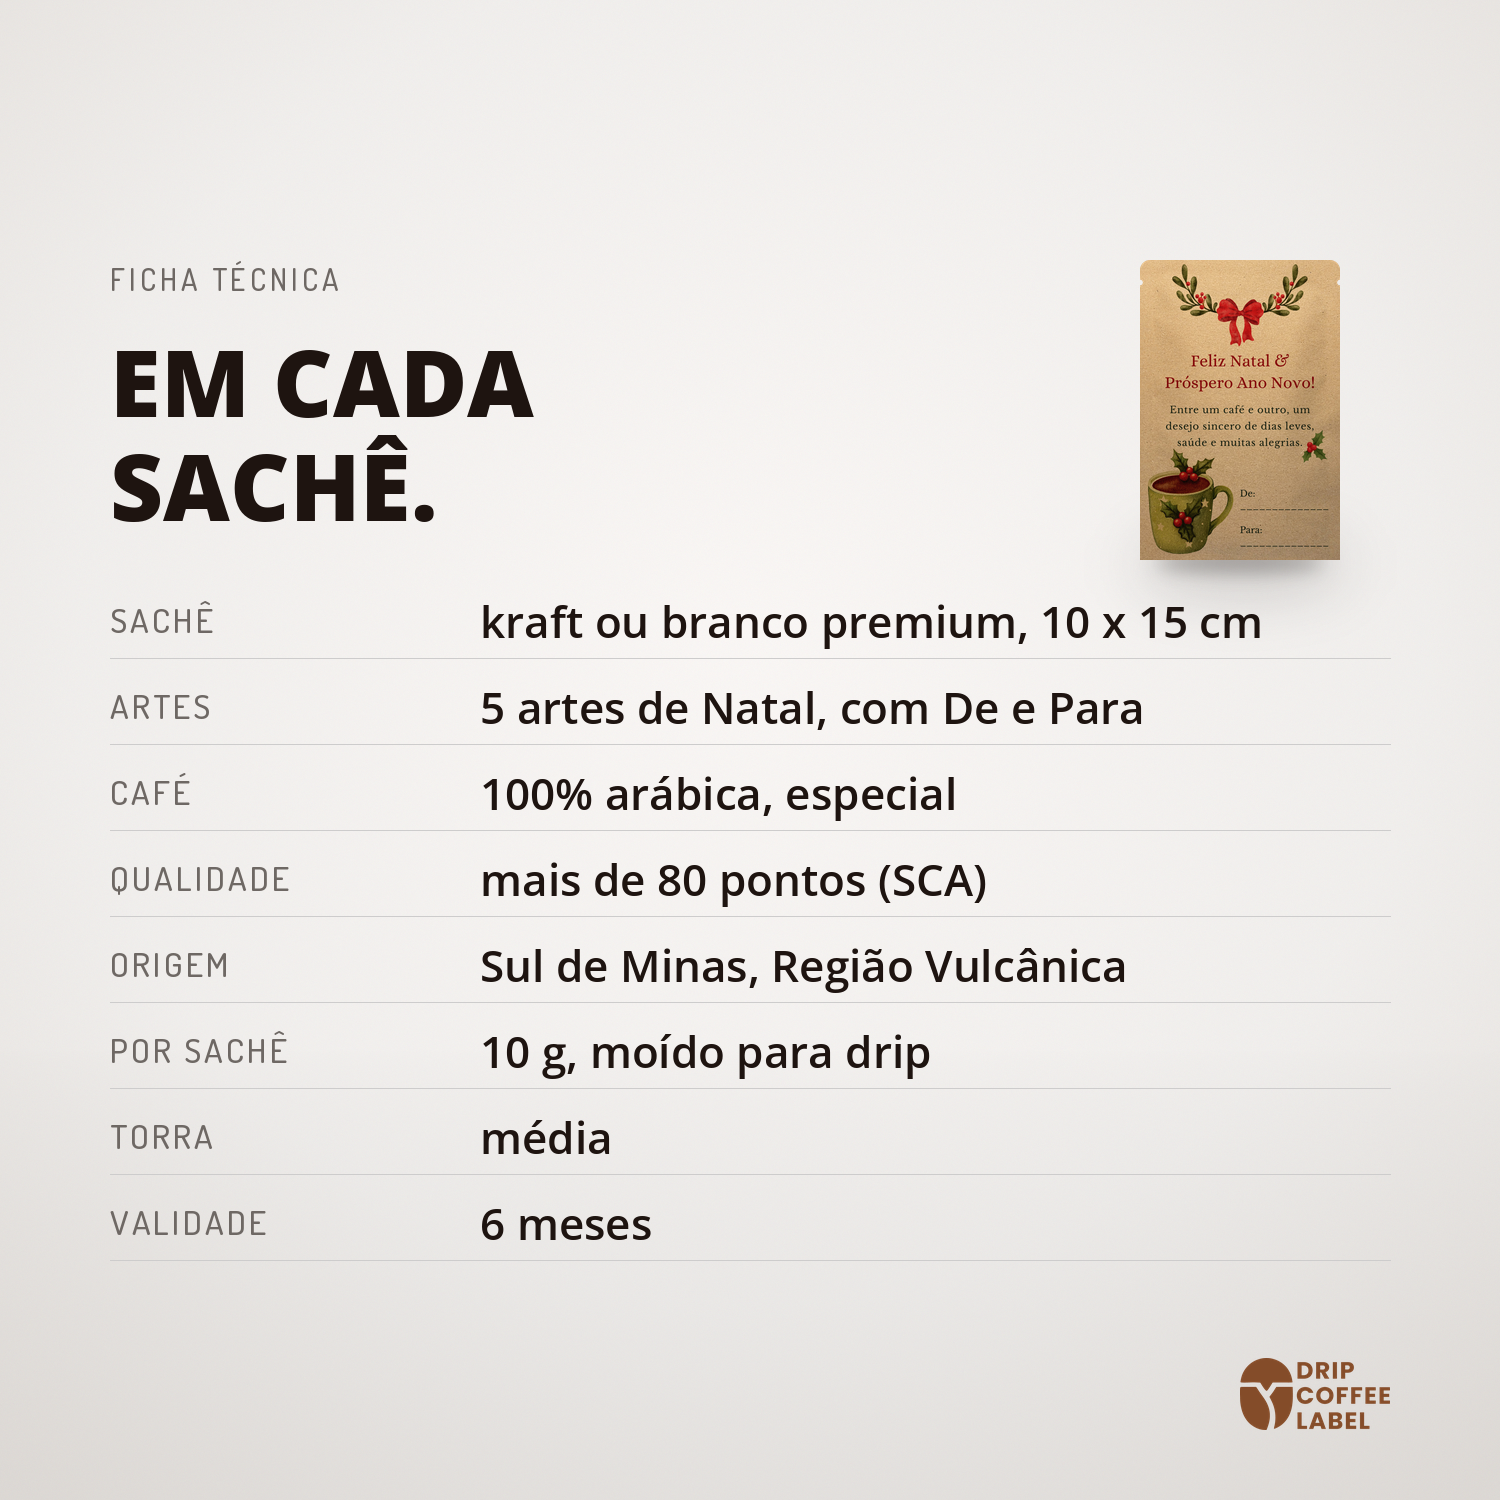 FICHA TÉCNICA
EM CADA
SACHÊ.
Feliz Natal &
Próspero Ano Novo!
Entre um café e outro, um
desejo sincero de dias leves,
saúde e muitas alegrias.
De:
Para:
SACHÊ kraft ou branco premium, 10 x 15 cm
ARTES 5 artes de Natal, com De e Para
CAFÉ 100% arábica, especial
QUALIDADE mais de 80 pontos (SCA)
ORIGEM Sul de Minas, Região Vulcânica
POR SACHÊ 10 g, moído para drip
TORRA média
VALIDADE 6 meses
DRIP
COFFEE
LABEL